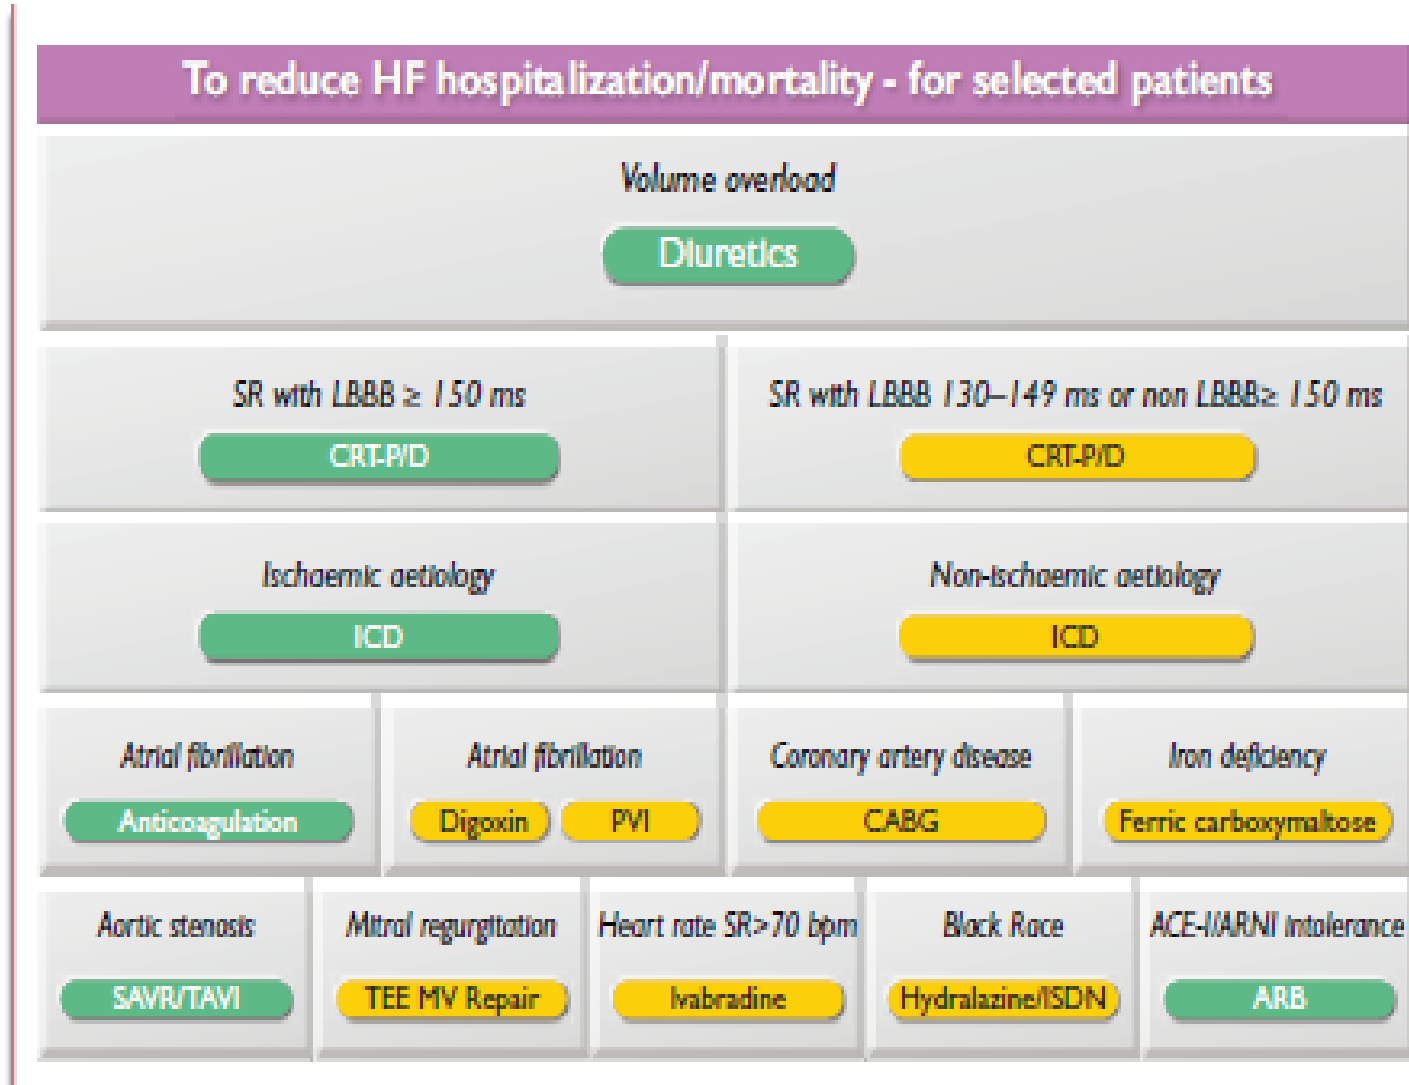 To reduce HF hospitalization/mortality - for selected patients
Volume overload
Diuretics
SR with LBBB ≥ 150 ms
CRT-P/D
SR with LBBB 130–149 ms or non LBBB≥ 150 ms
CRT-P/D
Ischaemic aetiology
ICD
Non-ischaemic aetiology
ICD
Atrial fibrillation
Anticoagulation
Atrial fibrillation
Digoxin PVI
Coronary artery disease
CABG
Iron deficiency
Ferric carboxymaltose
Aortic stenosis
SAVR/TAVI
Mitral regurgitation
TEE MV Repair
Heart rate SR>70 bpm
Ivabradine
Black Race
Hydralazine/ISDN
ACE-I/ARNI intolerance
ARB